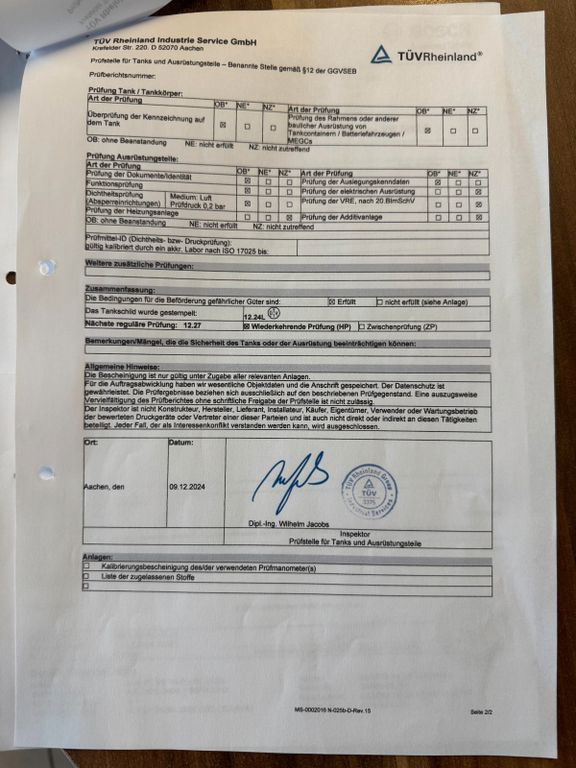 TÜV Rheinland Industrie Service GmbH
Krefelder Str. 220. D 52070 Aachen
TÜVRheinland®
Prüfstelle für Tanks und Ausrüstungsteile – Benannte Stelle gemäß §12 der GGVSEB
Prüfberichtsnummer:
Prüfung Tank / Tankkörper:
Art der Prüfung OB* NE* NZ* Art der Prüfung OB* NE* NZ*
Überprüfung der Kennzeichnung auf dem Tank ☒ ☐ ☐ Prüfung des Rahmens oder anderer baulicher Ausrüstung von Tankcontainern / Batteriefahrzeugen / MEGCs ☒ ☐ ☐
OB: ohne Beanstandung NE: nicht erfüllt NZ: nicht zutreffend
Prüfung Ausrüstungsteile:
Art der Prüfung OB* NE* NZ* Art der Prüfung OB* NE* NZ*
Prüfung der Dokumente/Identität ☒ ☐ ☐ Prüfung der Auslegungskenndaten ☒ ☐ ☐
Funktionsprüfung ☒ ☐ ☐ Prüfung der elektrischen Ausrüstung ☐ ☐ ☒
Dichtheitsprüfung (Absperreinrichtungen) Medium: Luft Prüfdruck 0,2 bar ☒ ☐ ☐ Prüfung der VRE, nach 20.BImSchV ☐ ☐ ☒
Prüfung der Heizungsanlage ☐ ☐ ☒ Prüfung der Additivanlage ☐ ☐ ☒
OB: ohne Beanstandung NE: nicht erfüllt NZ: nicht zutreffend
Prüfmittel-ID (Dichtheits- bzw- Druckprüfung):
gültig kalibriert durch ein akkr. Labor nach ISO 17025 bis:
Weitere zusätzliche Prüfungen:
Zusammenfassung:
Die Bedingungen für die Beförderung gefährlicher Güter sind: ☒ Erfüllt ☐ nicht erfüllt (siehe Anlage)
Das Tankschild wurde gestempelt: 12.24L
Nächste reguläre Prüfung: 12.27 ☒ Wiederkehrende Prüfung (HP) ☐ Zwischenprüfung (ZP)
Bemerkungen/Mängel, die die Sicherheit des Tanks oder der Ausrüstung beeinträchtigen können:
Allgemeine Hinweise:
Die Bescheinigung ist nur gültig unter Zugabe aller relevanten Anlagen.
Für die Auftragsabwicklung haben wir wesentliche Objektdaten und die Anschrift gespeichert. Der Datenschutz ist
gewährleistet. Die Prüfergebnisse beziehen sich ausschließlich auf den beschriebenen Prüfgegenstand. Eine auszugsweise
Vervielfältigung des Prüfberichtes ohne schriftliche Freigabe der Prüfstelle ist nicht zulässig.
Der Inspektor ist nicht Konstrukteur, Hersteller, Lieferant, Installateur, Käufer, Eigentümer, Verwender oder Wartungsbetrieb
der bewerteten Druckgeräte oder Vertreter einer dieser Parteien und ist auch nicht direkt oder indirekt an diesen Tätigkeiten
beteiligt. Jeder Fall, der als Interessenkonflikt verstanden werden kann, wird ausgeschlossen.
Ort: Datum:
Aachen, den 09.12.2024
TÜV Rheinland Group
TÜV
Industrial Services
Dipl.-Ing. Wilhelm Jacobs
Inspektor
Prüfstelle für Tanks und Ausrüstungsteile
Anlagen:
☐ Kalibrierungsbescheinigung des/der verwendeten Prüfmanometer(s)
☐ Liste der zugelassenen Stoffe
☐
MS-0002016 N-025b-D-Rev.15
Seite 2/2